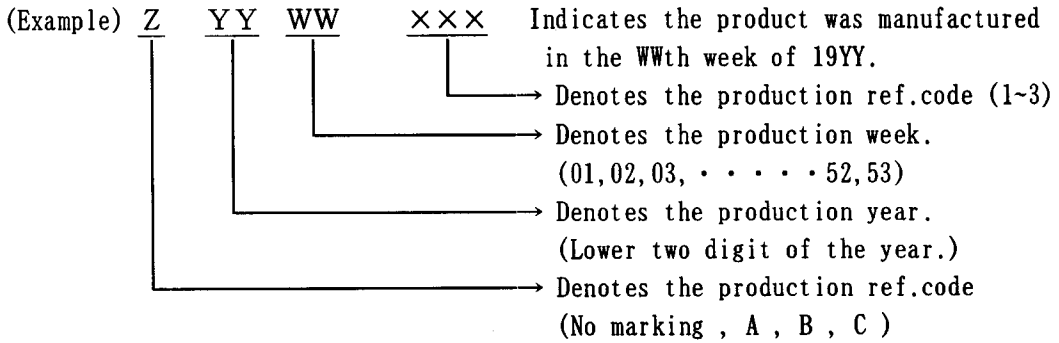 (Example) Z YY WW ××× Indicates the product was manufactured
in the WWth week of 19YY.
Denotes the production ref.code (1~3)
Denotes the production week.
(01,02,03, ・ ・ ・ ・ ・ 52,53)
Denotes the production year.
(Lower two digit of the year.)
Denotes the production ref.code
(No marking , A , B , C )